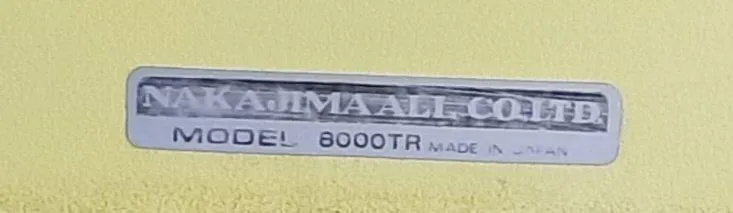 NAKAJIMA ALL CO. LTD.
MODEL 8000TR MADE IN JAPAN